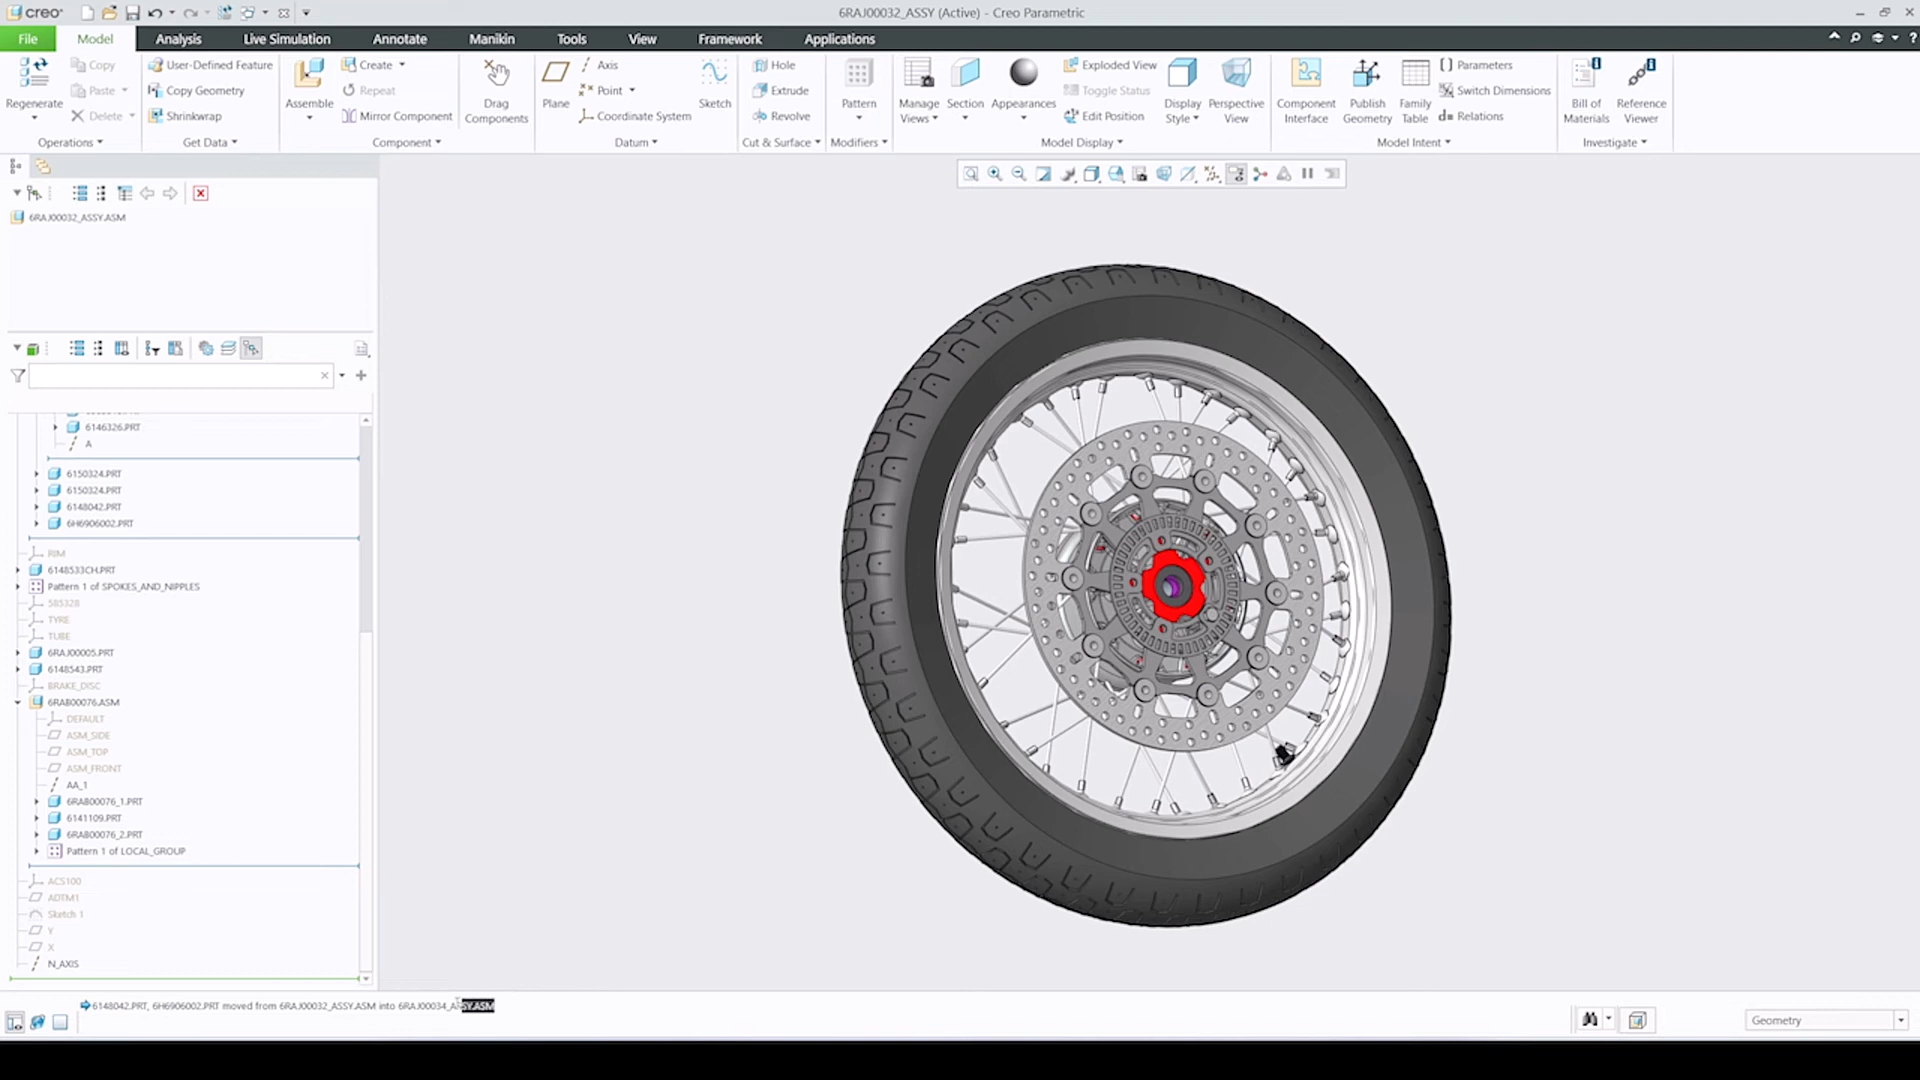 creo
6RAJ00032_ASSY (Active) - Creo Parametric
File
Model
Analysis
Live Simulation
Annotate
Manikin
Tools
View
Framework
Applications
Regenerate
Copy
Paste
Delete
Operations
User-Defined Feature
Copy Geometry
Shrinkwrap
Get Data
Assemble
Create
Repeat
Mirror Component
Component
Drag Components
Plane
Axis
Point
Coordinate System
Sketch
Datum
Hole
Extrude
Revolve
Cut & Surface
Pattern
Modifiers
Manage Views
Section
Appearances
Exploded View
Toggle Status
Edit Position
Display Style
Perspective View
Model Display
Component Interface
Publish Geometry
Family Table
Parameters
Switch Dimensions
Relations
Model Intent
Bill of Materials
Reference Viewer
Investigate
6RAJ00032_ASSY.ASM
6146326.PRT
A
6150324.PRT
6150324.PRT
6148042.PRT
6H6906002.PRT
RIM
6148533CH.PRT
Pattern 1 of SPOKES_AND_NIPPLES
585328
TYRE
TUBE
6RAJ00005.PRT
6148543.PRT
BRAKE_DISC
6RAB00076.ASM
DEFAULT
ASM_SIDE
ASM_TOP
ASM_FRONT
AA_1
6RAB00076_1.PRT
6141109.PRT
6RAB00076_2.PRT
Pattern 1 of LOCAL_GROUP
ACS100
ADTM1
Sketch 1
Y
X
N_AXIS
6148042.PRT, 6H6906002.PRT moved from 6RAJ00032_ASSY.ASM into 6RAJ00034_ASSY.ASM
Geometry